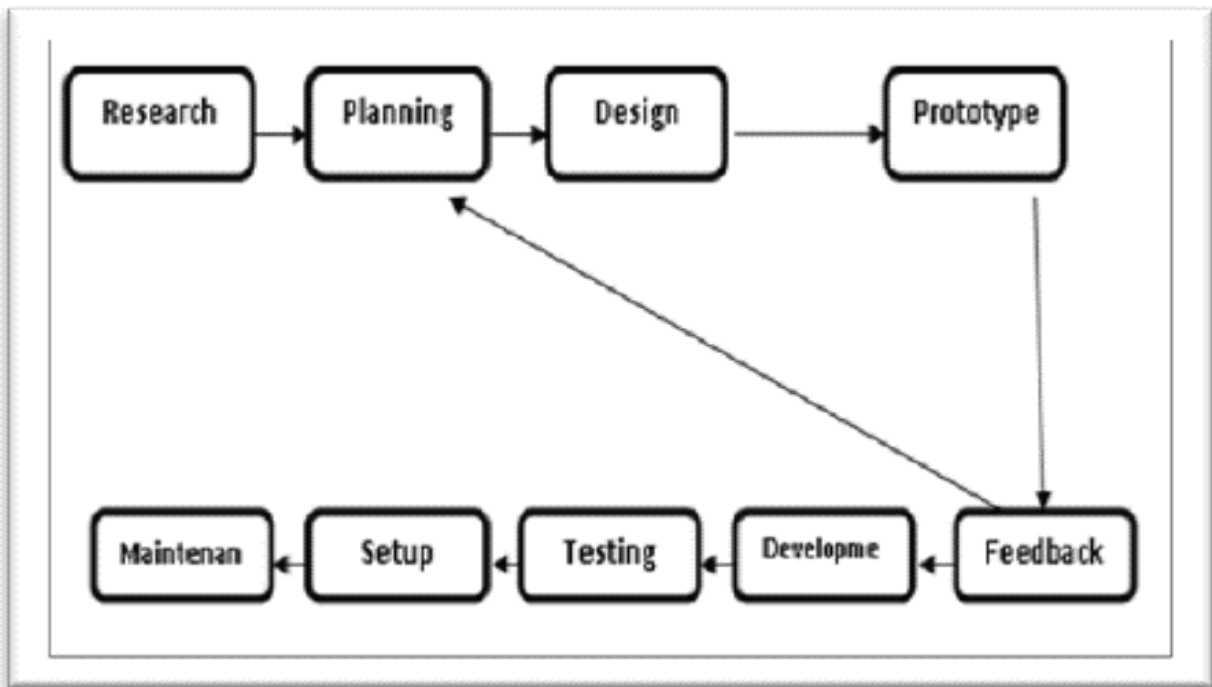 Research
Planning
Design
Prototype
Maintenan
Setup
Testing
Developme
Feedback